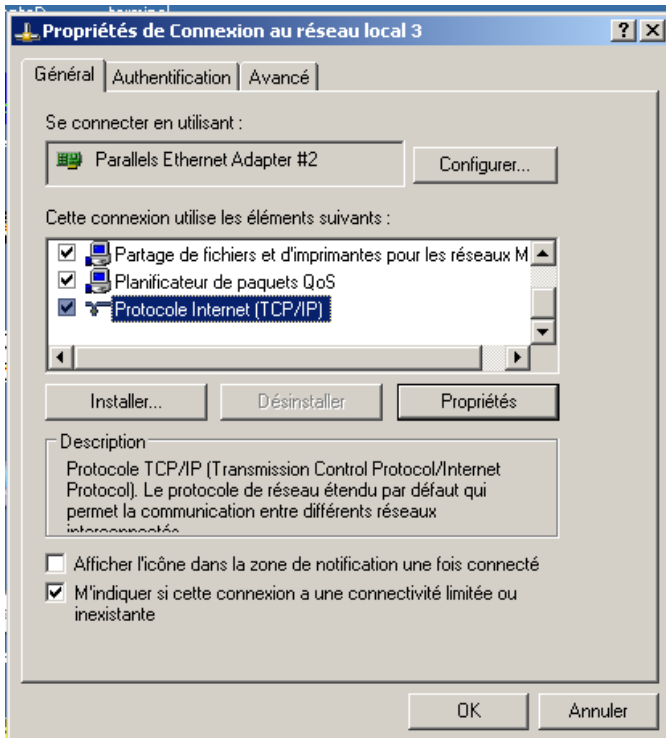 terminal
Propriétés de Connexion au réseau local 3
Général Authentification Avancé
Se connecter en utilisant :
Parallels Ethernet Adapter #2 Configurer...
Cette connexion utilise les éléments suivants :
Partage de fichiers et d'imprimantes pour les réseaux M
Planificateur de paquets QoS
Protocole Internet (TCP/IP)
Installer... Désinstaller Propriétés
Description
Protocole TCP/IP (Transmission Control Protocol/Internet
Protocol). Le protocole de réseau étendu par défaut qui
permet la communication entre différents réseaux
interconnectés
Afficher l'icône dans la zone de notification une fois connecté
M'indiquer si cette connexion a une connectivité limitée ou
inexistante
OK Annuler